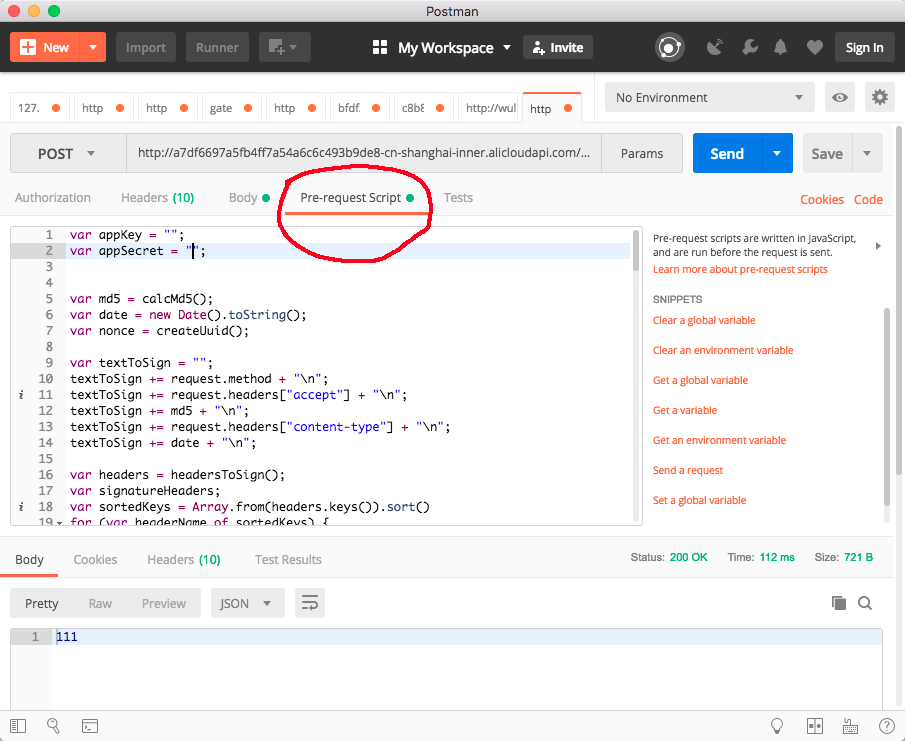 Postman
New
Import
Runner
My Workspace
Invite
Sign In
127.
http
http
gate
http
bfdf.
c8b8
http://wul
http
No Environment
POST
http://a7df6697a5fb4ff7a54a6c6c493b9de8-cn-shanghai-inner.alicloudapi.com/...
Params
Send
Save
Authorization
Headers (10)
Body
Pre-request Script
Tests
Cookies
Code
1 var appKey = "";
2 var appSecret = "";
3
4
5 var md5 = calcMd5();
6 var date = new Date().toString();
7 var nonce = createUuid();
8
9 var textToSign = "";
10 textToSign += request.method + "\n";
i 11 textToSign += request.headers["accept"] + "\n";
12 textToSign += md5 + "\n";
13 textToSign += request.headers["content-type"] + "\n";
14 textToSign += date + "\n";
15
16 var headers = headersToSign();
17 var signatureHeaders;
i 18 var sortedKeys = Array.from(headers.keys()).sort()
19 for (var headerName of sortedKeys) {
Pre-request scripts are written in JavaScript,
and are run before the request is sent.
Learn more about pre-request scripts
SNIPPETS
Clear a global variable
Clear an environment variable
Get a global variable
Get a variable
Get an environment variable
Send a request
Set a global variable
Body
Cookies
Headers (10)
Test Results
Status: 200 OK
Time: 112 ms
Size: 721 B
Pretty
Raw
Preview
JSON
1 111